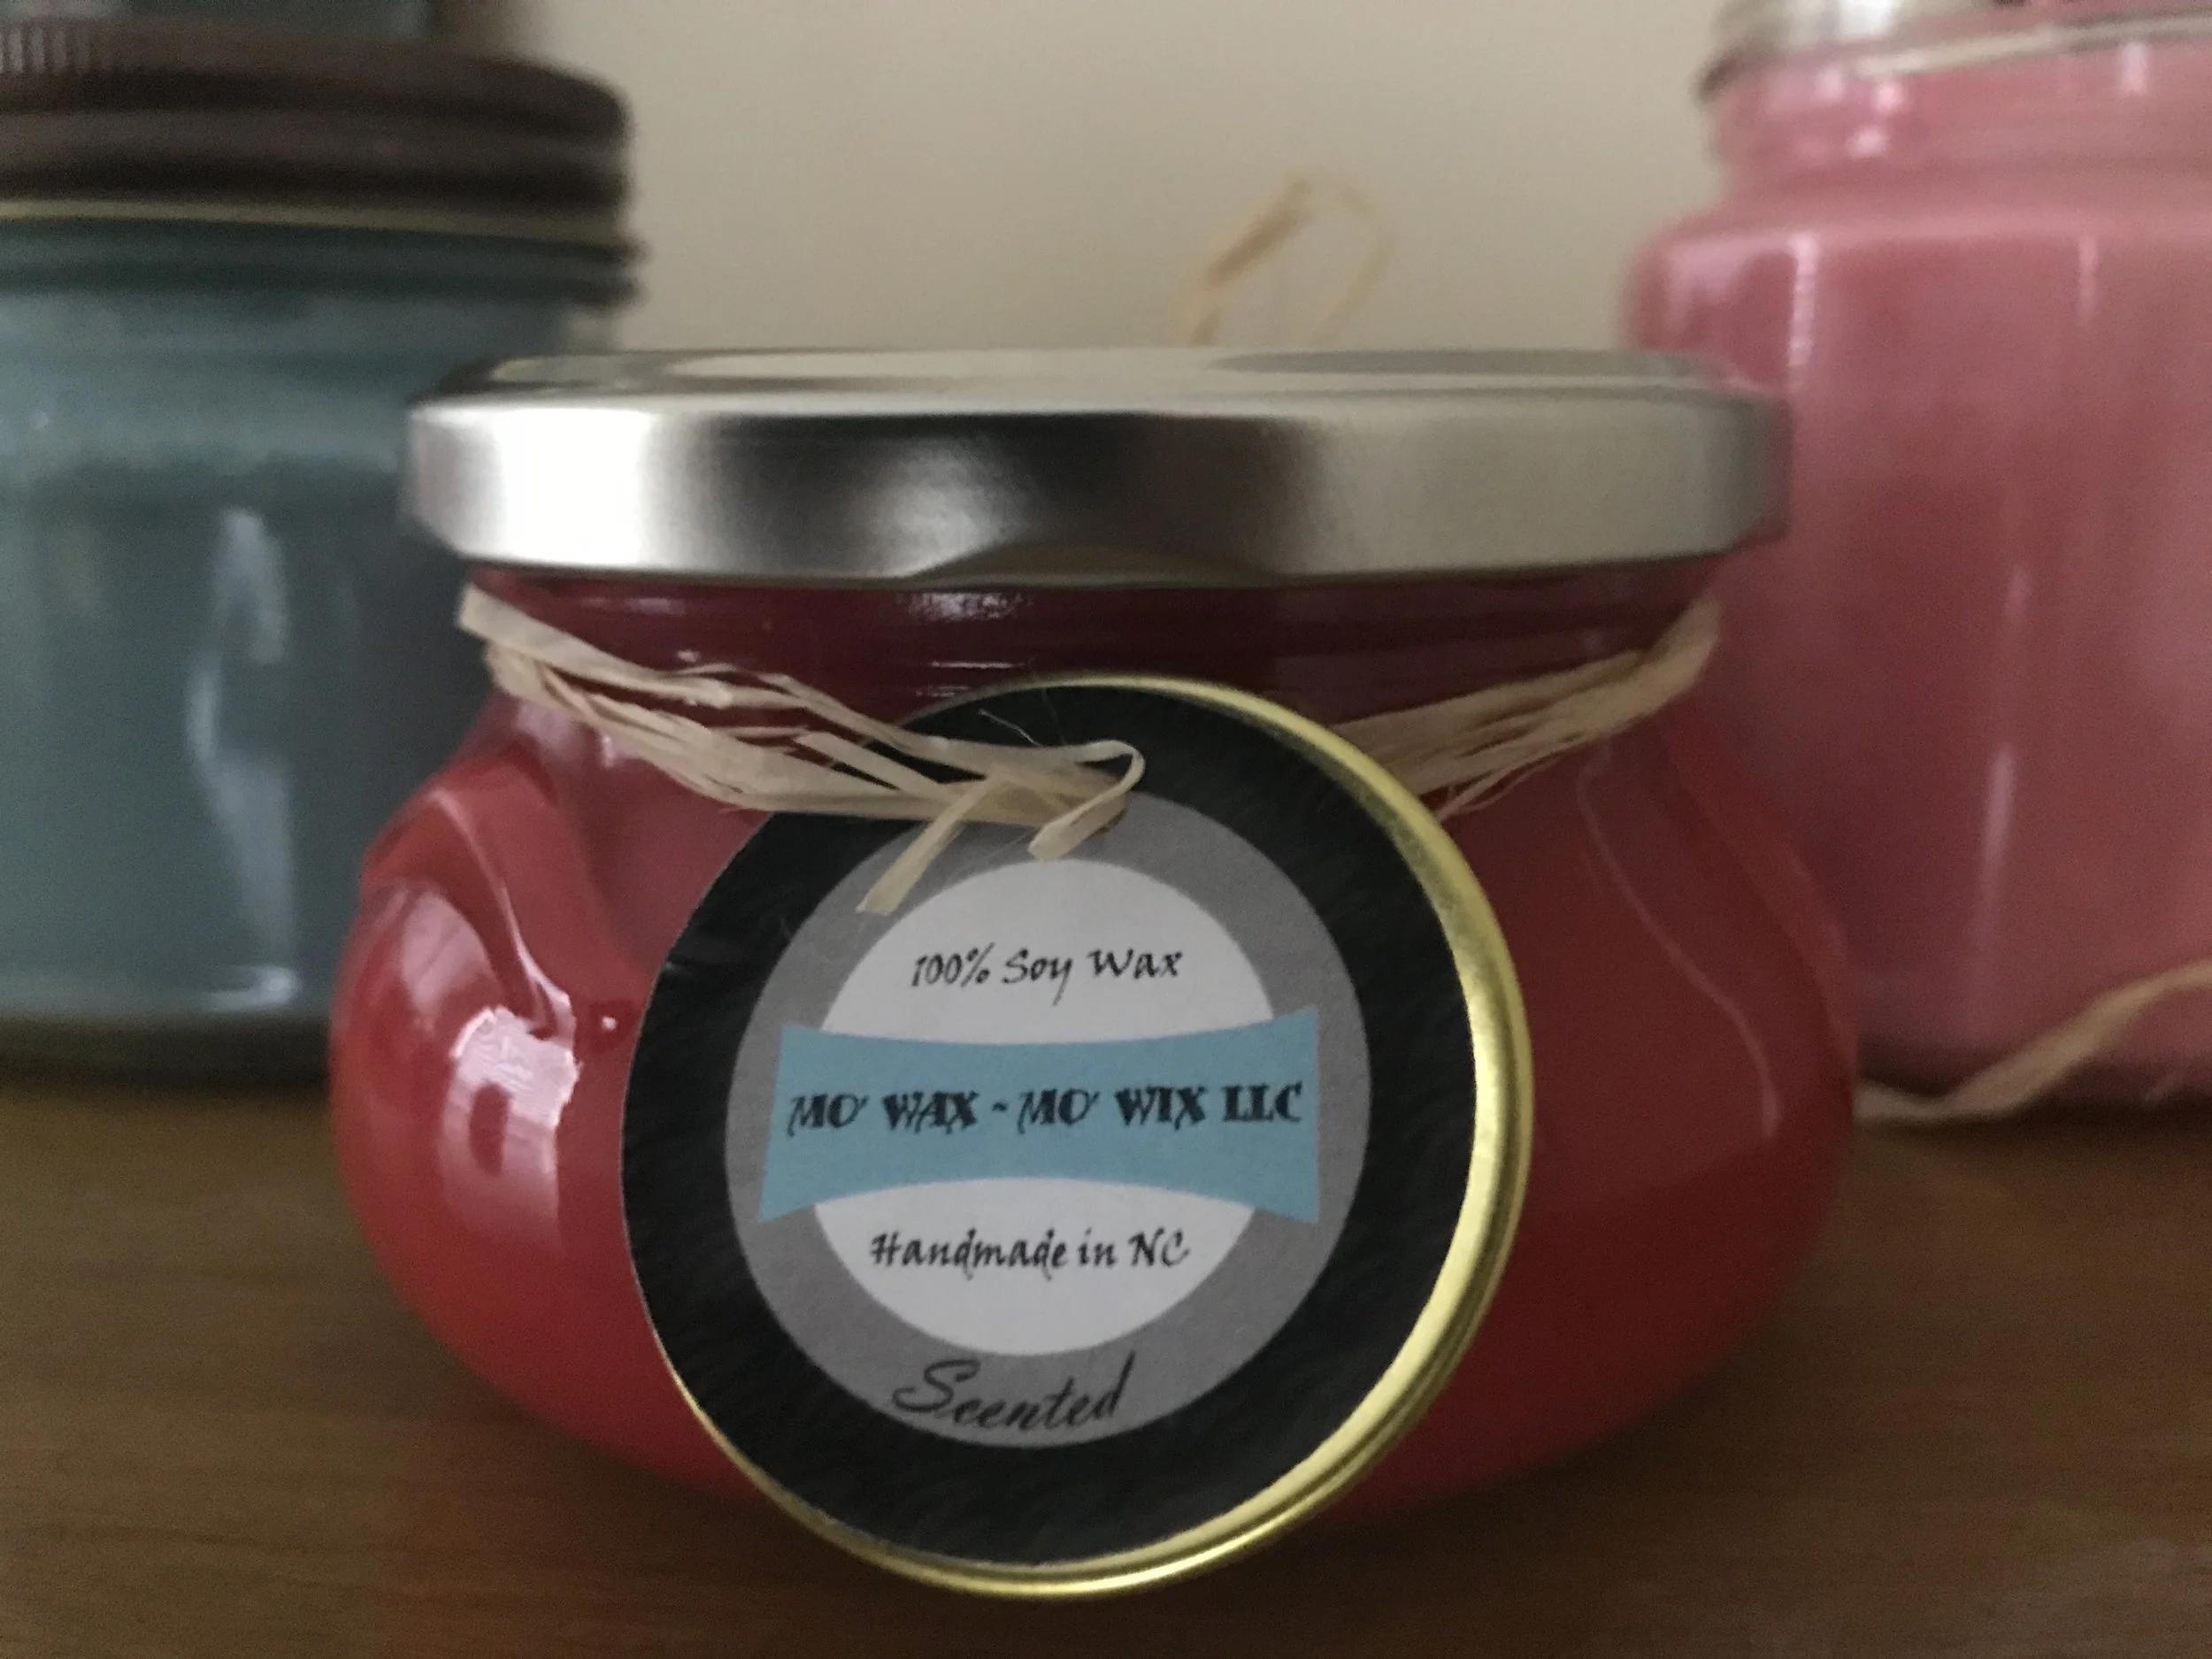 100% Soy Wax
MO' WAX - MO' WIX LLC
Handmade in NC
Scented